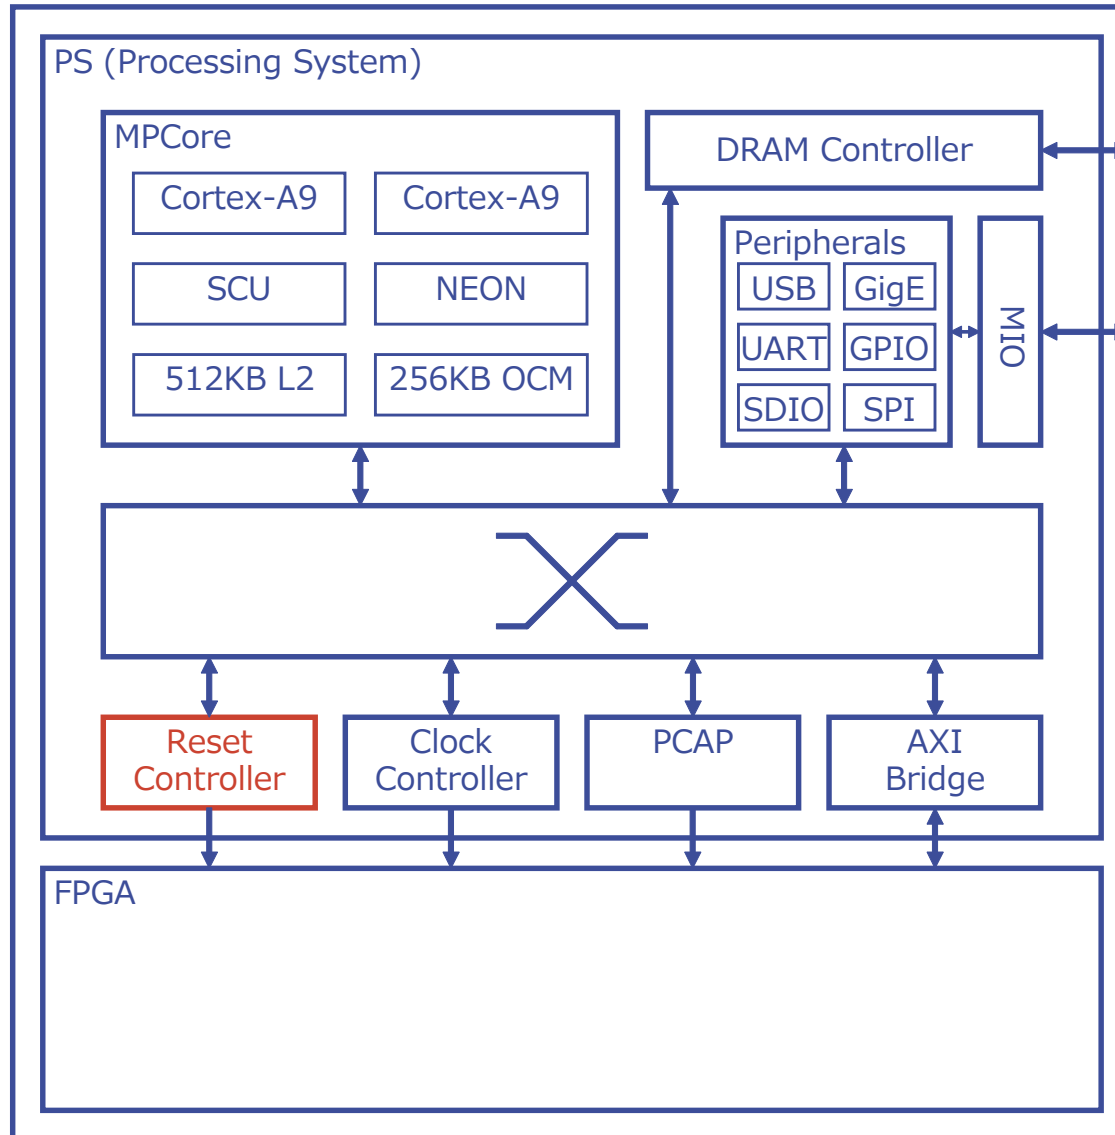 PS (Processing System)
MPCore
Cortex-A9
Cortex-A9
SCU
NEON
512KB L2
256KB OCM
DRAM Controller
Peripherals
USB
GigE
UART
GPIO
SDIO
SPI
MIO
Reset
Controller
Clock
Controller
PCAP
AXI
Bridge
FPGA